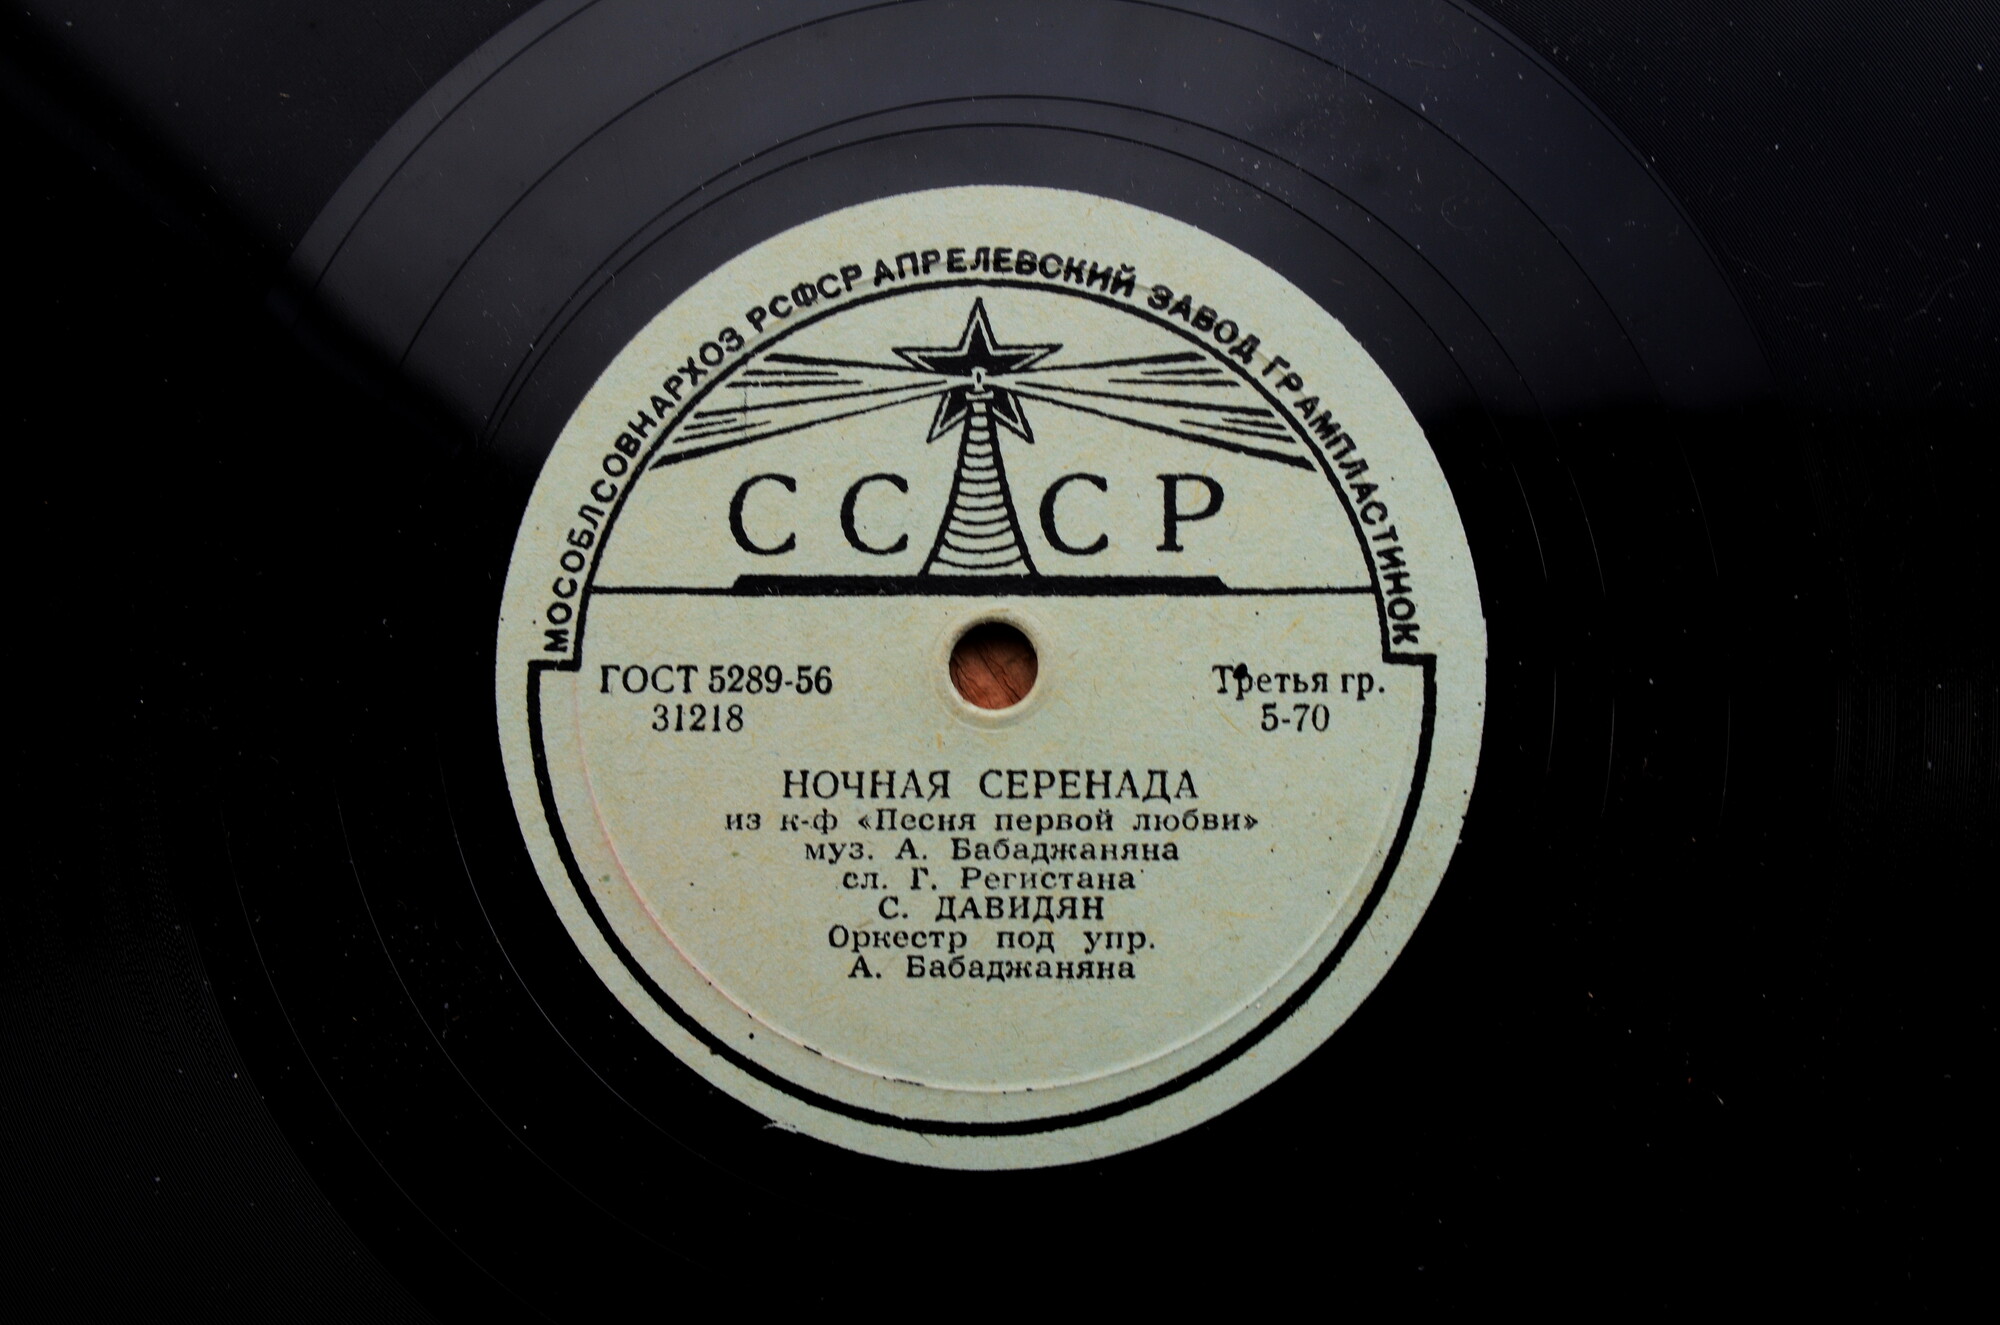 МОСОБЛСОВНАРХОЗ РСФСР АПРЕЛЕВСКИЙ ЗАВОД ГРАМПЛАСТИНОК
СССР
ГОСТ 5289-56
31218
Третья гр.
5-70
НОЧНАЯ СЕРЕНАДА
из к-ф «Песня первой любви»
муз. А. Бабаджаняна
сл. Г. Регистана
С. ДАВИДЯН
Оркестр под упр.
А. Бабаджаняна